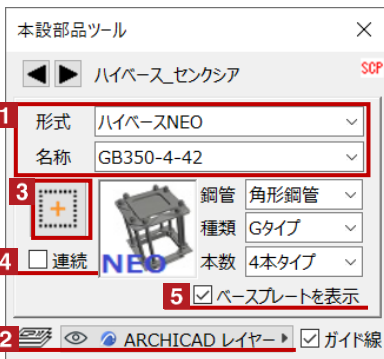 本設部品ツール
ハイベース_センクシア
SCP
1
形式 ハイベースNEO
名称 GB350-4-42
3
鋼管 角形鋼管
種類 Gタイプ
4 連続 NEO 本数 4本タイプ
5 ベースプレートを表示
2 ARCHICAD レイヤー ガイド線